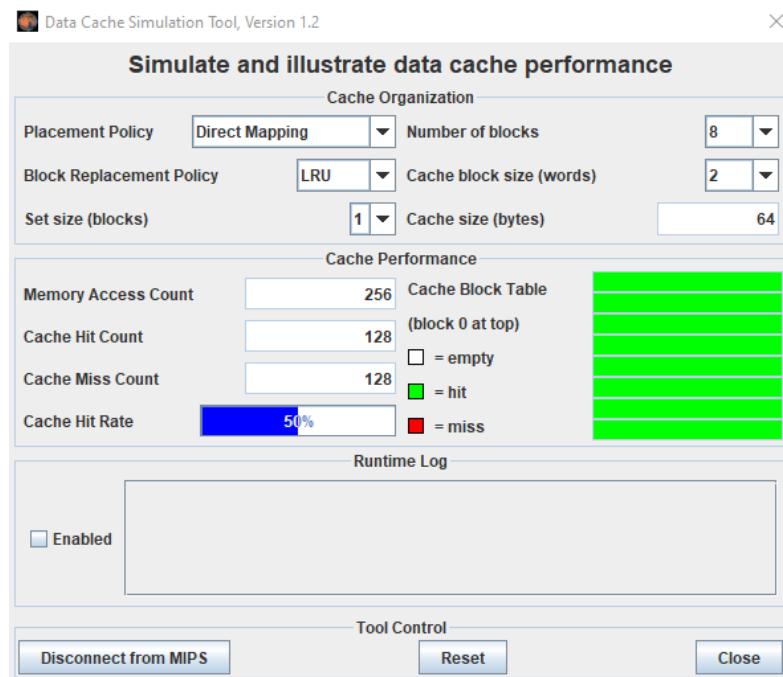 Data Cache Simulation Tool, Version 1.2
Simulate and illustrate data cache performance
Cache Organization
Placement Policy Direct Mapping Number of blocks 8
Block Replacement Policy LRU Cache block size (words) 2
Set size (blocks) 1 Cache size (bytes) 64
Cache Performance
Memory Access Count 256 Cache Block Table
(block 0 at top)
Cache Hit Count 128
= empty
Cache Miss Count 128
= hit
Cache Hit Rate 50% = miss
Runtime Log
Enabled
Tool Control
Disconnect from MIPS Reset Close